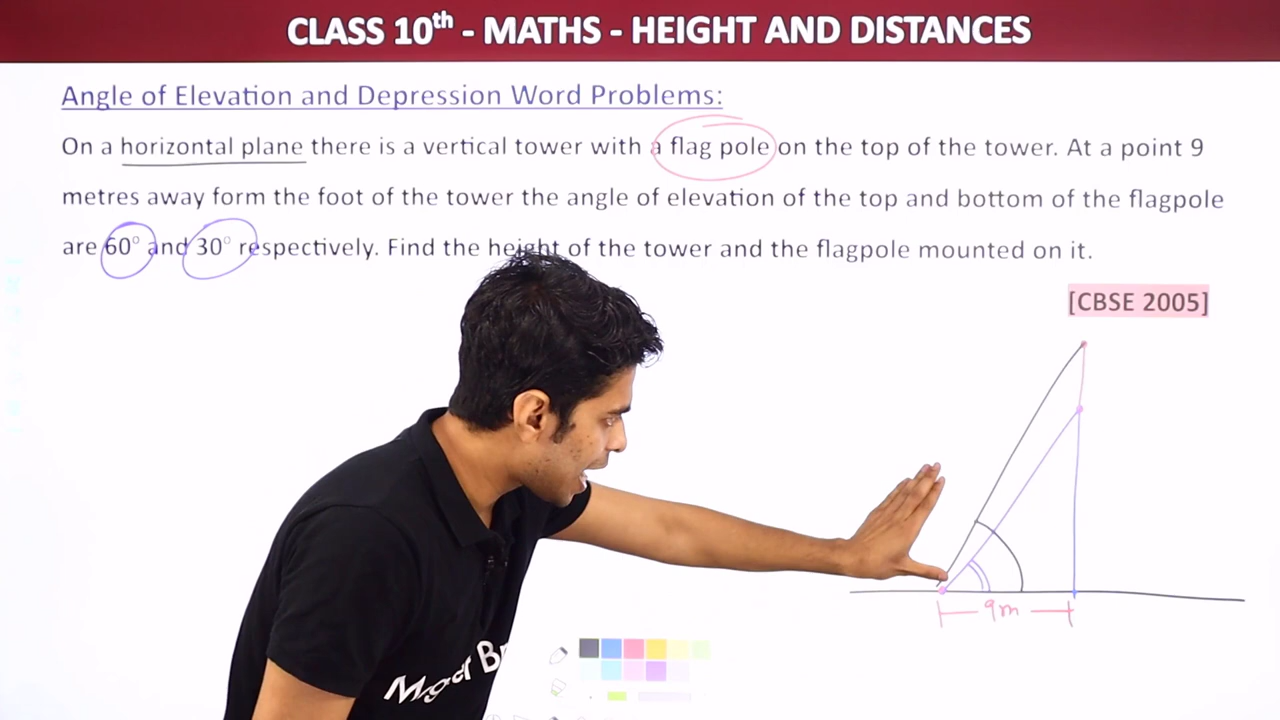 CLASS 10th - MATHS - HEIGHT AND DISTANCES
Angle of Elevation and Depression Word Problems:
On a horizontal plane there is a vertical tower with a flag pole on the top of the tower. At a point 9
metres away form the foot of the tower the angle of elevation of the top and bottom of the flagpole
are 60° and 30° respectively. Find the height of the tower and the flagpole mounted on it.
[CBSE 2005]
9m